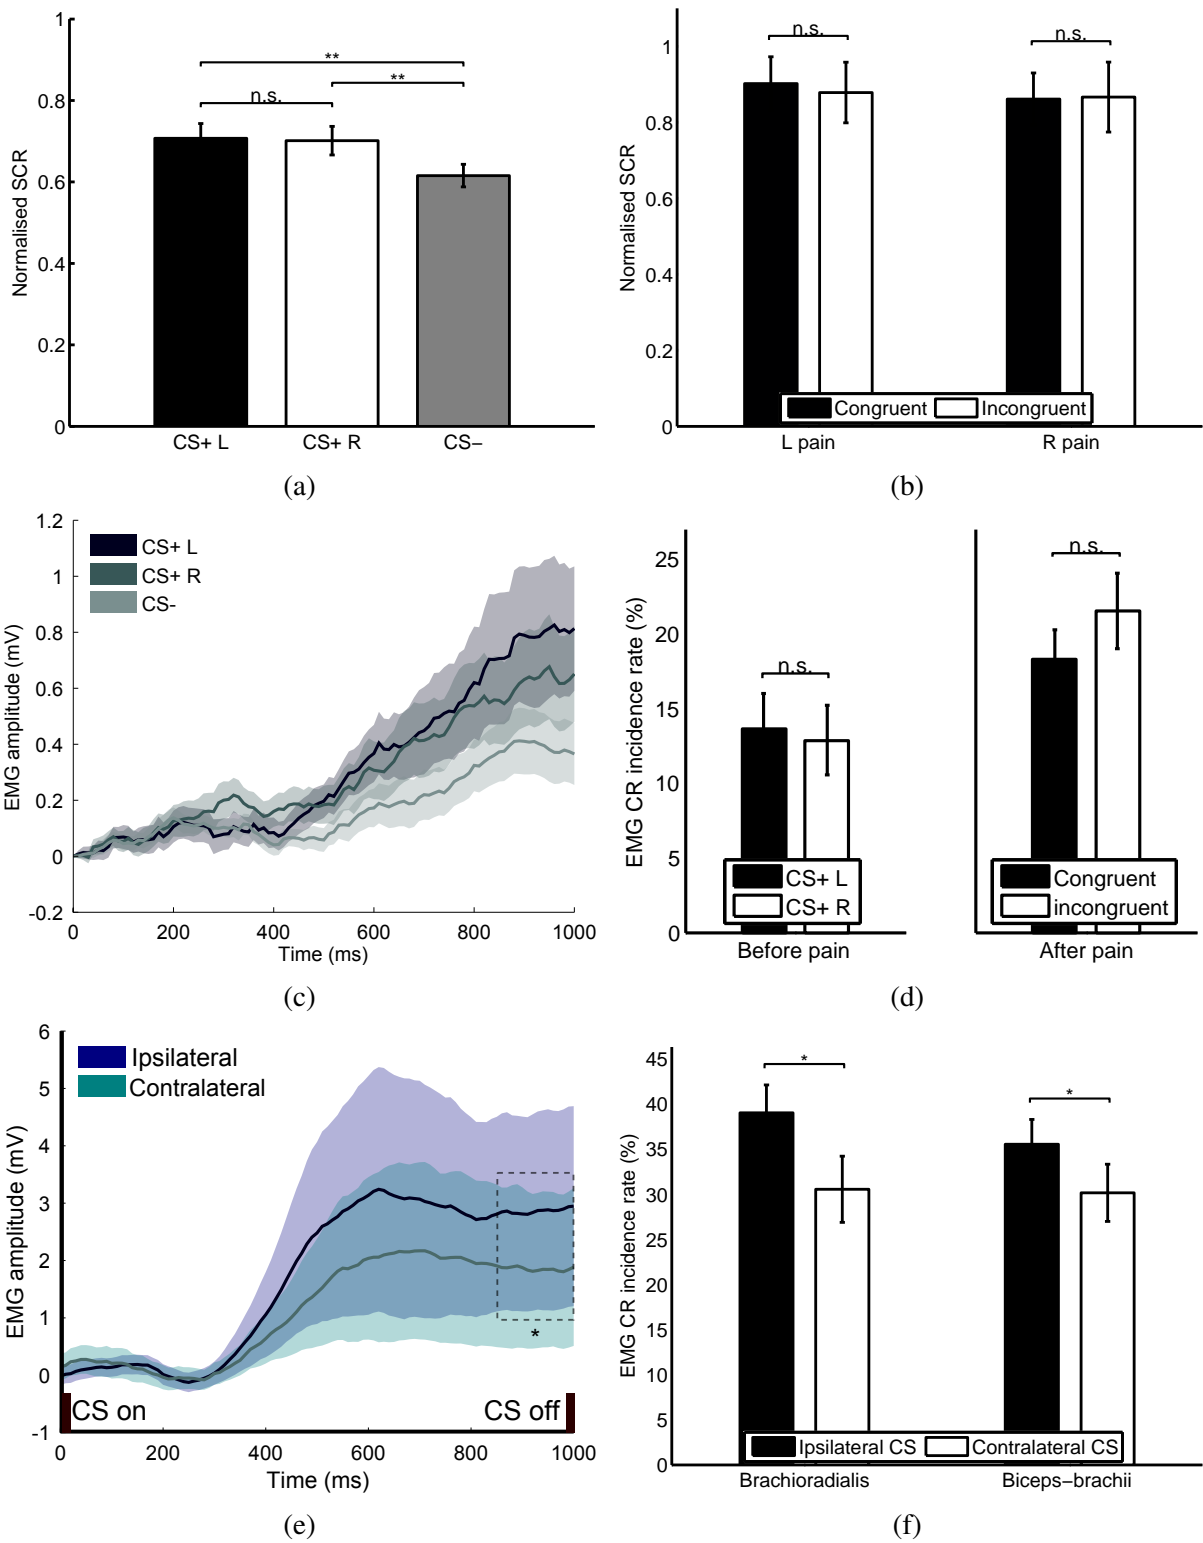 1
0.8
0.6
0.4
0.2
0
Normalised SCR
**
**
n.s.
CS+ L
CS+ R
CS−
(a)
1
0.8
0.6
0.4
0.2
0
Normalised SCR
n.s.
n.s.
Congruent
Incongruent
L pain
R pain
(b)
1.2
1
0.8
0.6
0.4
0.2
0
-0.2
EMG amplitude (mV)
CS+ L
CS+ R
CS-
0
200
400
600
800
1000
Time (ms)
(c)
25
20
15
10
5
0
EMG CR incidence rate (%)
n.s.
n.s.
CS+ L
CS+ R
Congruent
incongruent
Before pain
After pain
(d)
6
5
4
3
2
1
0
-1
EMG amplitude (mV)
Ipsilateral
Contralateral
*
CS on
CS off
0
200
400
600
800
1000
Time (ms)
(e)
45
40
35
30
25
20
15
10
5
0
EMG CR incidence rate (%)
*
*
Ipsilateral CS
Contralateral CS
Brachioradialis
Biceps−brachii
(f)